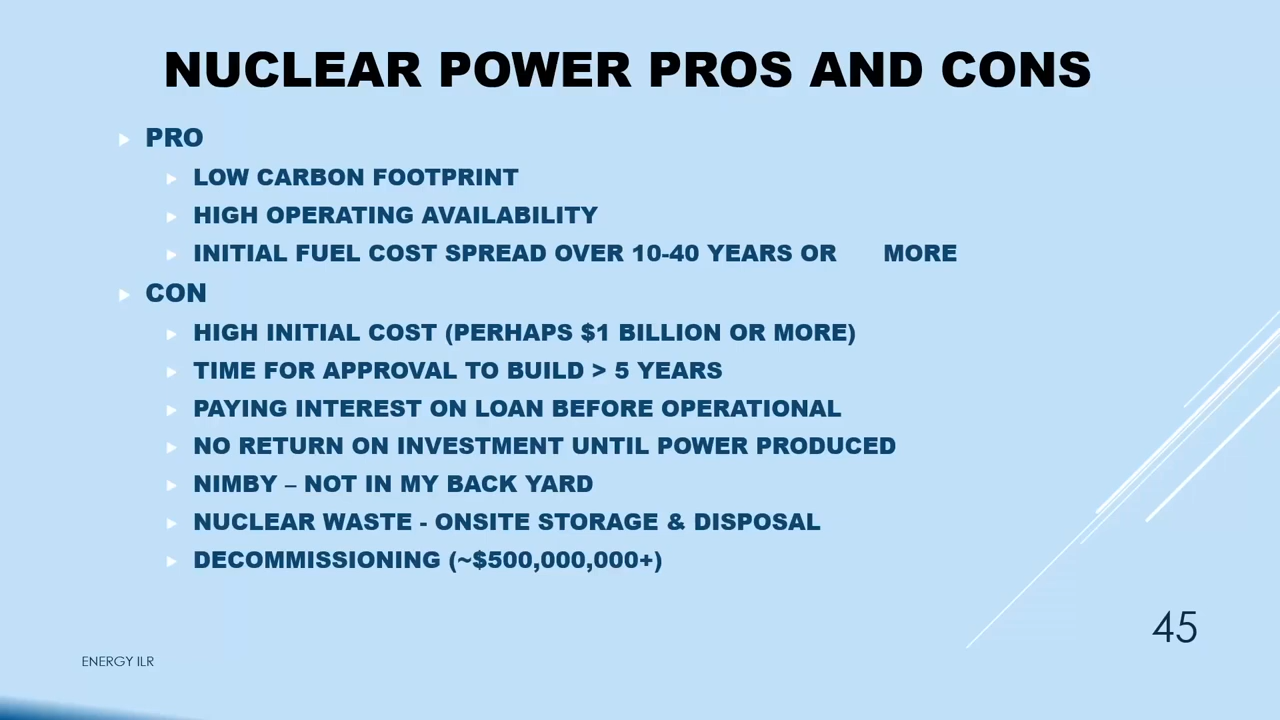 NUCLEAR POWER PROS AND CONS
PRO
LOW CARBON FOOTPRINT
HIGH OPERATING AVAILABILITY
INITIAL FUEL COST SPREAD OVER 10-40 YEARS OR MORE
CON
HIGH INITIAL COST (PERHAPS $1 BILLION OR MORE)
TIME FOR APPROVAL TO BUILD > 5 YEARS
PAYING INTEREST ON LOAN BEFORE OPERATIONAL
NO RETURN ON INVESTMENT UNTIL POWER PRODUCED
NIMBY – NOT IN MY BACK YARD
NUCLEAR WASTE - ONSITE STORAGE & DISPOSAL
DECOMMISSIONING (~$500,000,000+)
45
ENERGY ILR